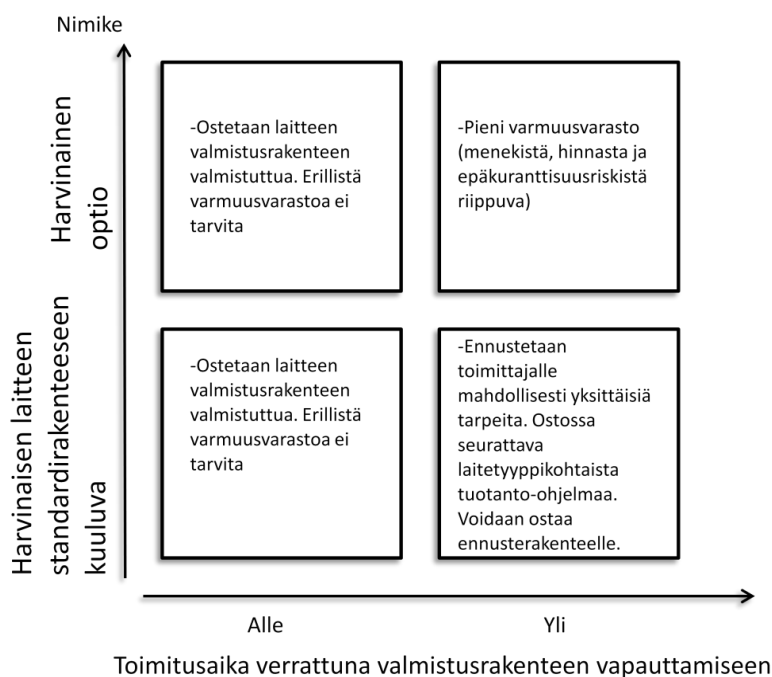 Nimike
Harvinainen
optio
-Ostetaan laitteen
valmistusrakenteen
valmistuttua. Erillistä
varmuusvarastoa ei
tarvita
-Pieni varmuusvarasto
(menekistä, hinnasta ja
epäkuranttisuusriskistä
riippuva)
Harvinaisen laitteen
standardirakenteeseen
kuuluva
-Ostetaan laitteen
valmistusrakenteen
valmistuttua. Erillistä
varmuusvarastoa ei
tarvita
-Ennustetaan
toimittajalle
mahdollisesti yksittäisiä
tarpeita. Ostossa
seurattava
laitetyyppikohtaista
tuotanto-ohjelmaa.
Voidaan ostaa
ennusterakenteelle.
Alle
Yli
Toimitusaika verrattuna valmistusrakenteen vapauttamiseen